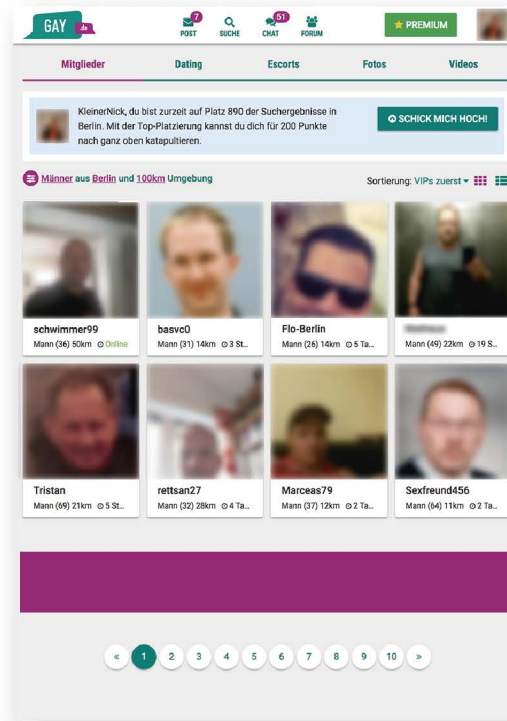 GAY .de
7
51
POST SUCHE CHAT FORUM
PREMIUM
Mitglieder Dating Escorts Fotos Videos
KleinerNick, du bist zurzeit auf Platz 890 der Suchergebnisse in
Berlin. Mit der Top-Platzierung kannst du dich für 200 Punkte
nach ganz oben katapultieren.
SCHICK MICH HOCH!
Männer aus Berlin und 100km Umgebung
Sortierung: VIPs zuerst
schwimmer99 basvc0 Flo-Berlin
Mann (36) 50km Online Mann (31) 14km 3 St... Mann (26) 14km 5 Ta... Mann (49) 22km 19 S...
Tristan rettsan27 Marceas79 Sexfreund456
Mann (69) 21km 5 St... Mann (32) 28km 4 Ta... Mann (37) 12km 2 Ta... Mann (64) 11km 2 Ta...
« 1 2 3 4 5 6 7 8 9 10 »